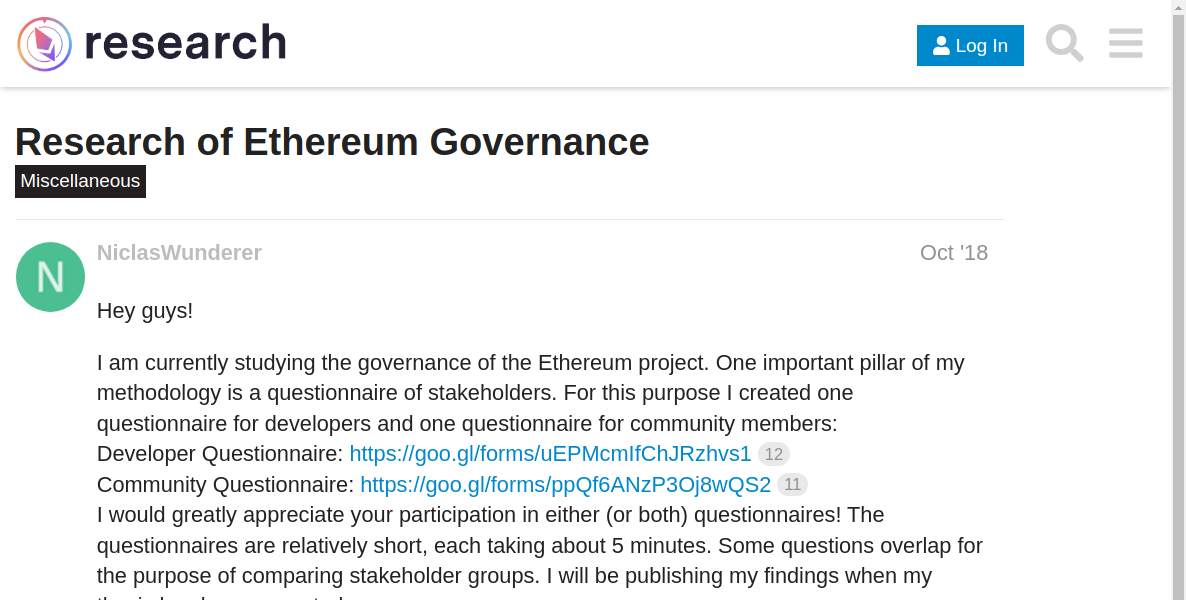 research
Log In
Research of Ethereum Governance
Miscellaneous
N
NiclasWunderer
Oct '18
Hey guys!
I am currently studying the governance of the Ethereum project. One important pillar of my
methodology is a questionnaire of stakeholders. For this purpose I created one
questionnaire for developers and one questionnaire for community members:
Developer Questionnaire: https://goo.gl/forms/uEPMcmIfChJRzhvs1 12
Community Questionnaire: https://goo.gl/forms/ppQf6ANzP3Oj8wQS2 11
I would greatly appreciate your participation in either (or both) questionnaires! The
questionnaires are relatively short, each taking about 5 minutes. Some questions overlap for
the purpose of comparing stakeholder groups. I will be publishing my findings when my